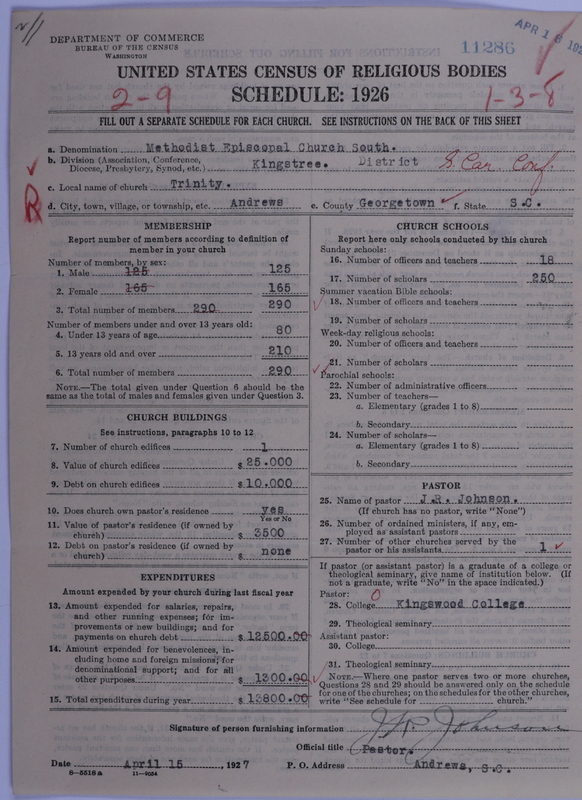 APR 18 192
DEPARTMENT OF COMMERCE
BUREAU OF THE CENSUS
WASHINGTON
11286
UNITED STATES CENSUS OF RELIGIOUS BODIES
SCHEDULE: 1926
2-9
1-3-8
FILL OUT A SEPARATE SCHEDULE FOR EACH CHURCH. SEE INSTRUCTIONS ON THE BACK OF THIS SHEET
a. Denomination Methodist Episcopal Church South.
b. Division (Association, Conference, Diocese, Presbytery, Synod, etc.) Kingstree. District S. Car. Conf.
c. Local name of church Trinity.
R
d. City, town, village, or township, etc. Andrews e. County Georgetown f. State S.C.
MEMBERSHIP
Report number of members according to definition of
member in your church
Number of members, by sex:
1. Male 125 125
2. Female 165 165
3. Total number of members 290 290
Number of members under and over 13 years old:
4. Under 13 years of age 80
5. 13 years old and over 210
6. Total number of members 290
NOTE.—The total given under Question 6 should be the
same as the total of males and females given under Question 3.
CHURCH BUILDINGS
See instructions, paragraphs 10 to 12
7. Number of church edifices 1
8. Value of church edifices $ 25.000
9. Debt on church edifices $ 10.000
10. Does church own pastor's residence yes
Yes or No
11. Value of pastor's residence (if owned by
church) $ 3500
12. Debt on pastor's residence (if owned by
church) $ none
EXPENDITURES
Amount expended by your church during last fiscal year
13. Amount expended for salaries, repairs,
and other running expenses; for im-
provements or new buildings; and for
payments on church debt $ 12500.00
14. Amount expended for benevolences, in-
cluding home and foreign missions; for
denominational support; and for all
other purposes $ 1300.00
15. Total expenditures during year $ 13800.00
CHURCH SCHOOLS
Report here only schools conducted by this church
Sunday schools:
16. Number of officers and teachers 18
17. Number of scholars 250
Summer vacation Bible schools:
18. Number of officers and teachers
19. Number of scholars
Week-day religious schools:
20. Number of officers and teachers
21. Number of scholars
Parochial schools:
22. Number of administrative officers
23. Number of teachers—
a. Elementary (grades 1 to 8)
b. Secondary
24. Number of scholars—
a. Elementary (grades 1 to 8)
b. Secondary
PASTOR
25. Name of pastor J.R. Johnson.
(If church has no pastor, write "None")
26. Number of ordained ministers, if any, em-
ployed as assistant pastors
27. Number of other churches served by the
pastor or his assistants 1
If pastor (or assistant pastor) is a graduate of a college or
theological seminary, give name of institution below. (If
not a graduate, write "No" in the space indicated.)
Pastor: 0
28. College Kingswood College
29. Theological seminary
Assistant pastor:
30. College
31. Theological seminary
NOTE.—Where one pastor serves two or more churches,
Questions 28 and 29 should be answered only on the schedule
for one of the churches; on the schedules for the other churches,
write "See schedule for church."
Signature of person furnishing information J R Johnson
Official title Pastor.
Date April 15, 1927 P. O. Address Andrews, S.C.
8-5518a 11-9054